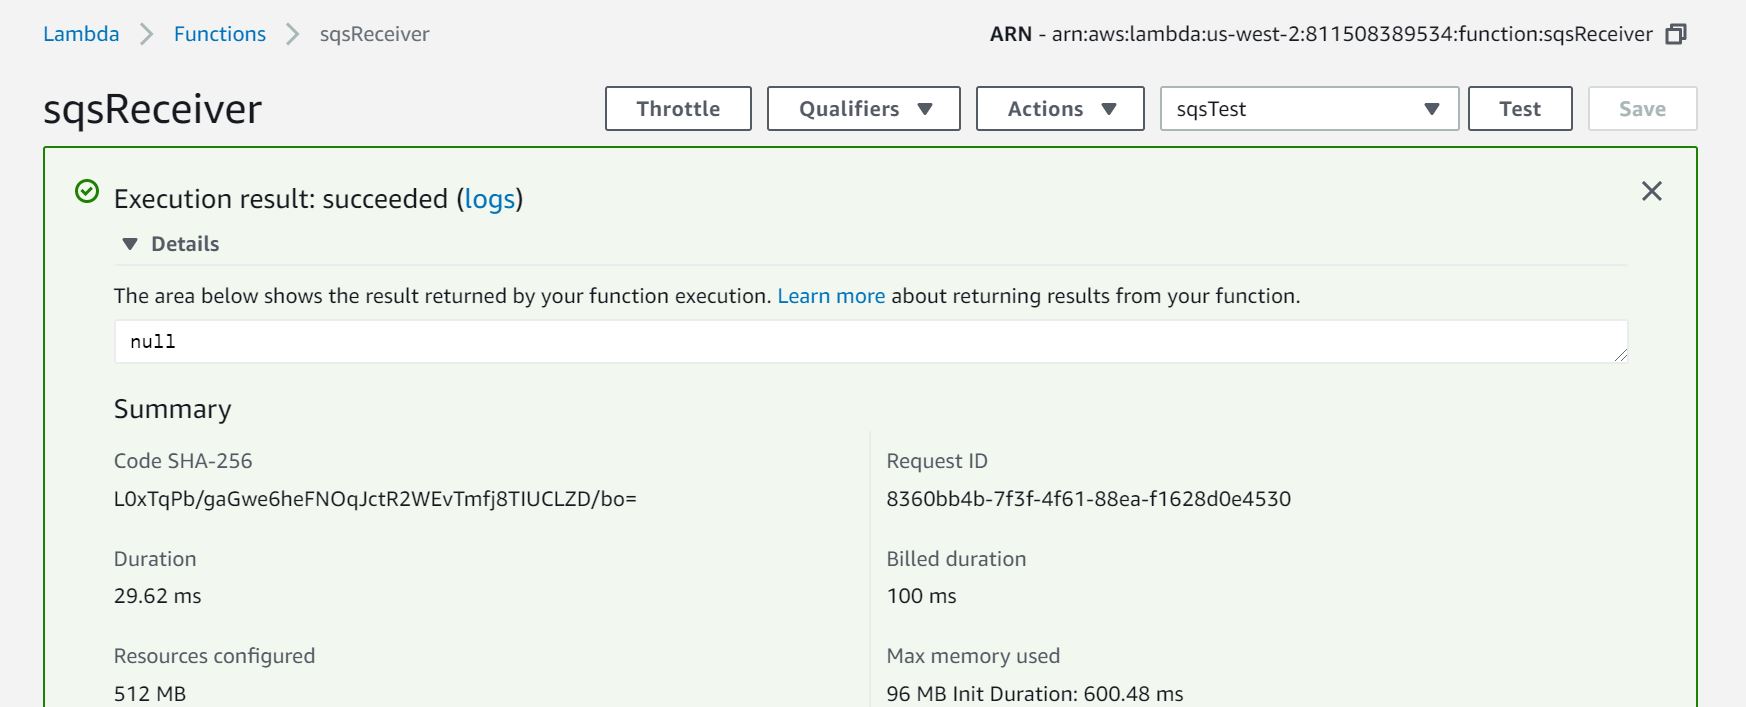 Lambda Functions sqsReceiver ARN - arn:aws:lambda:us-west-2:811508389534:function:sqsReceiver
sqsReceiver Throttle Qualifiers Actions sqsTest Test Save
Execution result: succeeded (logs)
Details
The area below shows the result returned by your function execution. Learn more about returning results from your function.
null
Summary
Code SHA-256 Request ID
L0xTqPb/gaGwe6heFNOqJctR2WEvTmfj8TIUCLZD/bo= 8360bb4b-7f3f-4f61-88ea-f1628d0e4530
Duration Billed duration
29.62 ms 100 ms
Resources configured Max memory used
512 MB 96 MB Init Duration: 600.48 ms